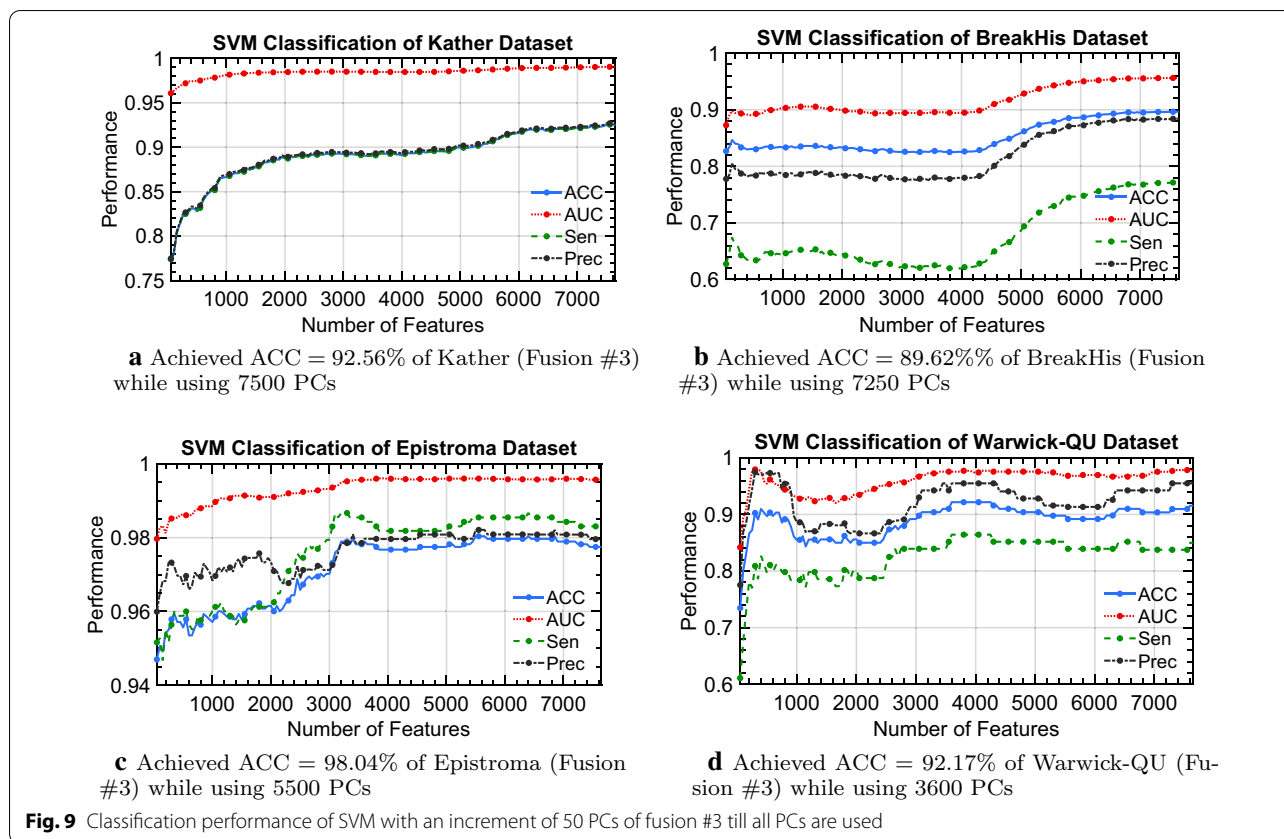 SVM Classification of Kather Dataset
1
0.95
0.9
0.85
0.8
0.75
Performance
ACC
AUC
Sen
Prec
1000 2000 3000 4000 5000 6000 7000
Number of Features
a Achieved ACC = 92.56% of Kather (Fusion #3)
while using 7500 PCs
SVM Classification of BreakHis Dataset
1
0.9
0.8
0.7
0.6
Performance
ACC
AUC
Sen
Prec
1000 2000 3000 4000 5000 6000 7000
Number of Features
b Achieved ACC = 89.62%% of BreakHis (Fusion
#3) while using 7250 PCs
SVM Classification of Epistroma Dataset
1
0.98
0.96
0.94
Performance
ACC
AUC
Sen
Prec
1000 2000 3000 4000 5000 6000 7000
Number of Features
c Achieved ACC = 98.04% of Epistroma (Fusion
#3) while using 5500 PCs
SVM Classification of Warwick-QU Dataset
1
0.9
0.8
0.7
0.6
Performance
ACC
AUC
Sen
Prec
1000 2000 3000 4000 5000 6000 7000
Number of Features
d Achieved ACC = 92.17% of Warwick-QU (Fu-
sion #3) while using 3600 PCs
Fig. 9 Classification performance of SVM with an increment of 50 PCs of fusion #3 till all PCs are used